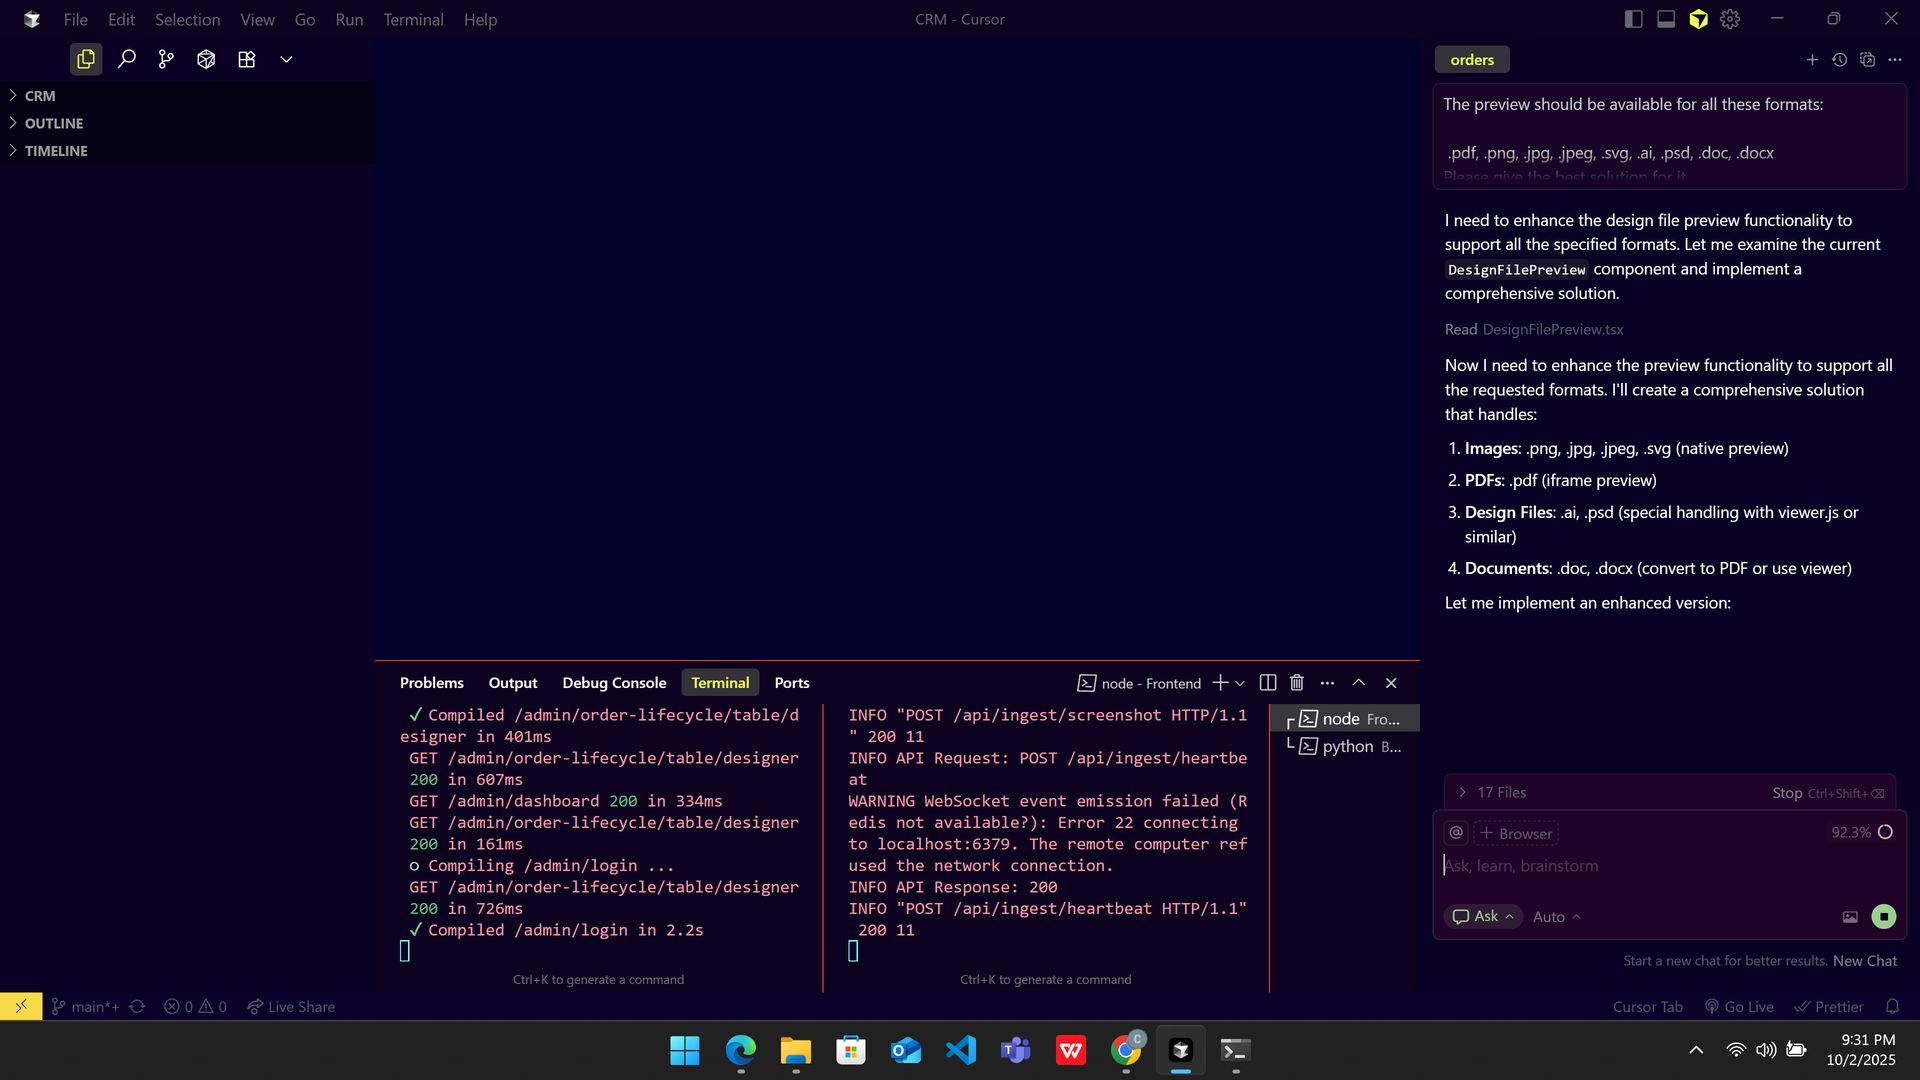 File Edit Selection View Go Run Terminal Help
CRM - Cursor
CRM
OUTLINE
TIMELINE
orders
The preview should be available for all these formats:
.pdf, .png, .jpg, .jpeg, .svg, .ai, .psd, .doc, .docx
Please give the best solution for it
I need to enhance the design file preview functionality to
support all the specified formats. Let me examine the current
DesignFilePreview component and implement a
comprehensive solution.
Read DesignFilePreview.tsx
Now I need to enhance the preview functionality to support all
the requested formats. I'll create a comprehensive solution
that handles:
1. Images: .png, .jpg, .jpeg, .svg (native preview)
2. PDFs: .pdf (iframe preview)
3. Design Files: .ai, .psd (special handling with viewer.js or
similar)
4. Documents: .doc, .docx (convert to PDF or use viewer)
Let me implement an enhanced version:
17 Files Stop Ctrl+Shift+⌫
@ + Browser 92.3%
Ask, learn, brainstorm
Ask Auto
Start a new chat for better results. New Chat
Problems Output Debug Console Terminal Ports
node - Frontend
✓ Compiled /admin/order-lifecycle/table/d
esigner in 401ms
GET /admin/order-lifecycle/table/designer
200 in 607ms
GET /admin/dashboard 200 in 334ms
GET /admin/order-lifecycle/table/designer
200 in 161ms
○ Compiling /admin/login ...
GET /admin/order-lifecycle/table/designer
200 in 726ms
✓ Compiled /admin/login in 2.2s
Ctrl+K to generate a command
INFO "POST /api/ingest/screenshot HTTP/1.1
" 200 11
INFO API Request: POST /api/ingest/heartbe
at
WARNING WebSocket event emission failed (R
edis not available?): Error 22 connecting
to localhost:6379. The remote computer ref
used the network connection.
INFO API Response: 200
INFO "POST /api/ingest/heartbeat HTTP/1.1"
200 11
Ctrl+K to generate a command
node Fro...
python B...
main*+ 0 0 Live Share
Cursor Tab Go Live Prettier
9:31 PM
10/2/2025